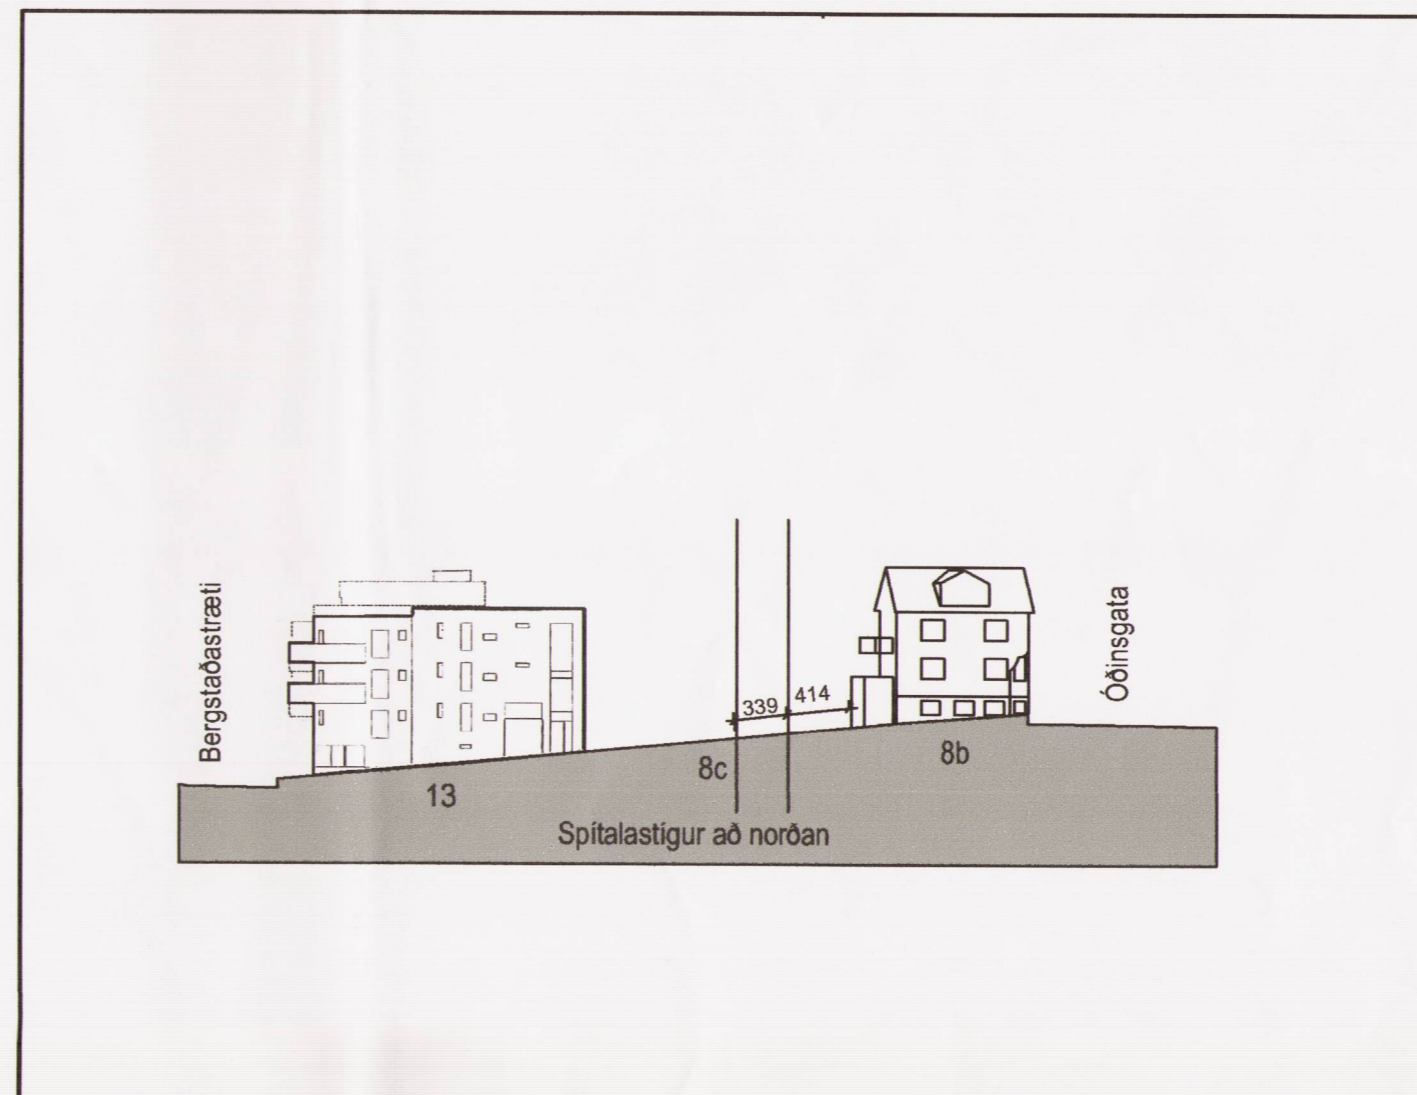 Bergstaðastræti
Óðinsgata
339
414
8c
8b
13
Spítalastígur að norðan